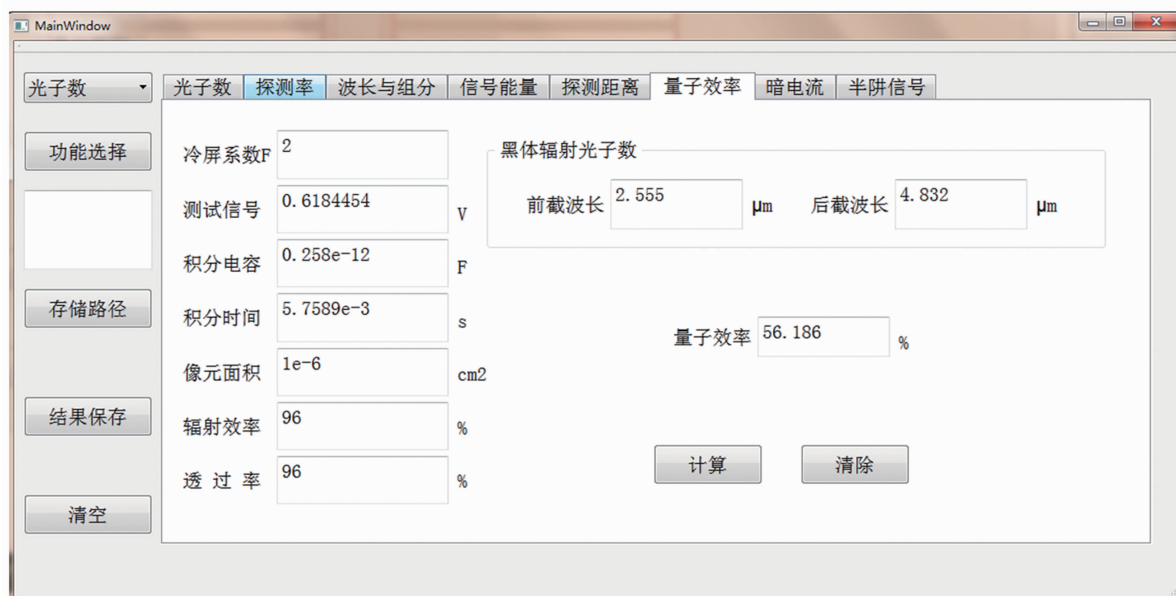 MainWindow
光子数
光子数 探测率 波长与组分 信号能量 探测距离 量子效率 暗电流 半阱信号
功能选择
存储路径
结果保存
清空
冷屏系数F 2
测试信号 0.6184454 V
积分电容 0.258e-12 F
积分时间 5.7589e-3 s
像元面积 1e-6 cm2
辐射效率 96 %
透过率 96 %
黑体辐射光子数
前截波长 2.555 μm 后截波长 4.832 μm
量子效率 56.186 %
计算 清除